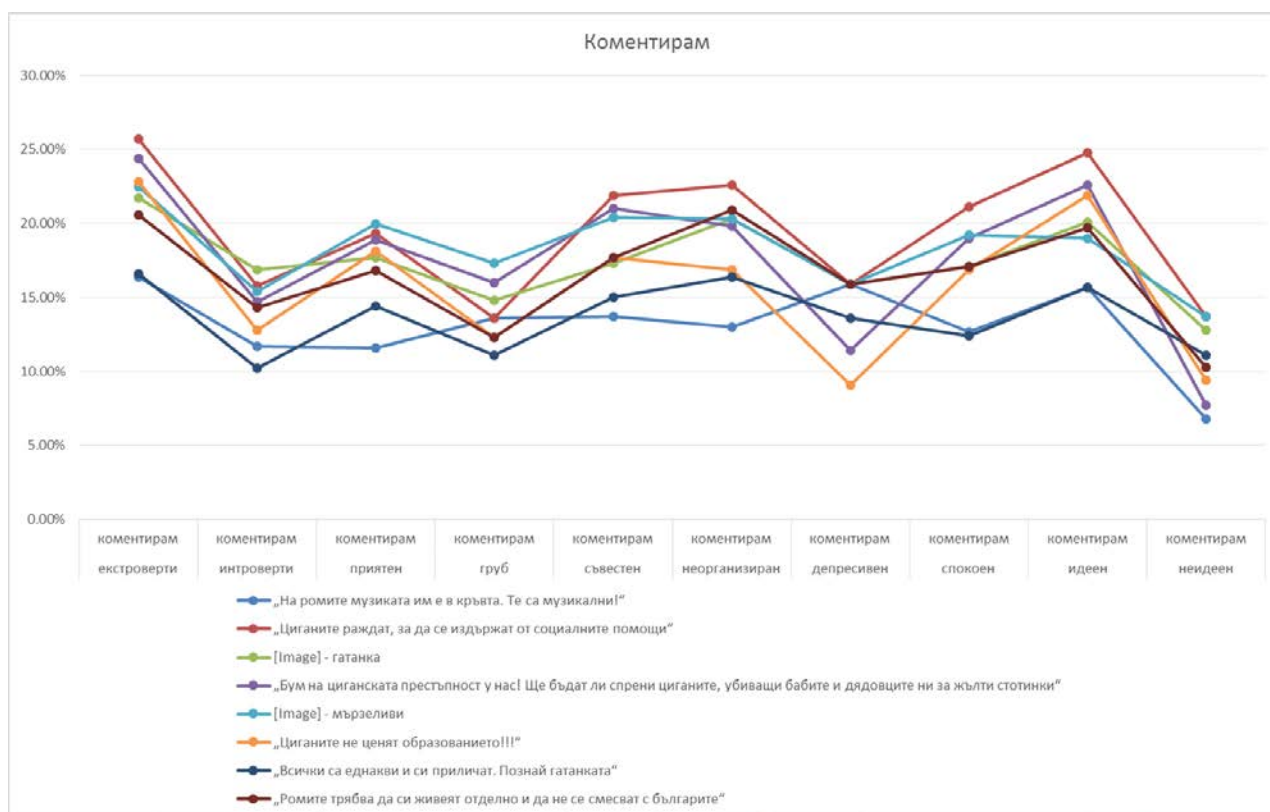 Коментирам
30.00%
25.00%
20.00%
15.00%
10.00%
5.00%
0.00%
коментирам коментирам коментирам коментирам коментирам коментирам коментирам коментирам коментирам коментирам
екстроверти интроверти приятен груб съвестен неорганизиран депресивен спокоен идеен неидеен
„На ромите музиката им е в кръвта. Те са музикални!“
„Циганите раждат, за да се издържат от социалните помощи“
[Image] - гатанка
„Бум на циганската престъпност у нас! Ще бъдат ли спрени циганите, убиващи бабите и дядовците ни за жълти стотинки“
[Image] - мързеливи
„Циганите не ценят образованието!!!“
„Всички са еднакви и си приличат. Познай гатанката“
„Ромите трябва да си живеят отделно и да не се смесват с българите“